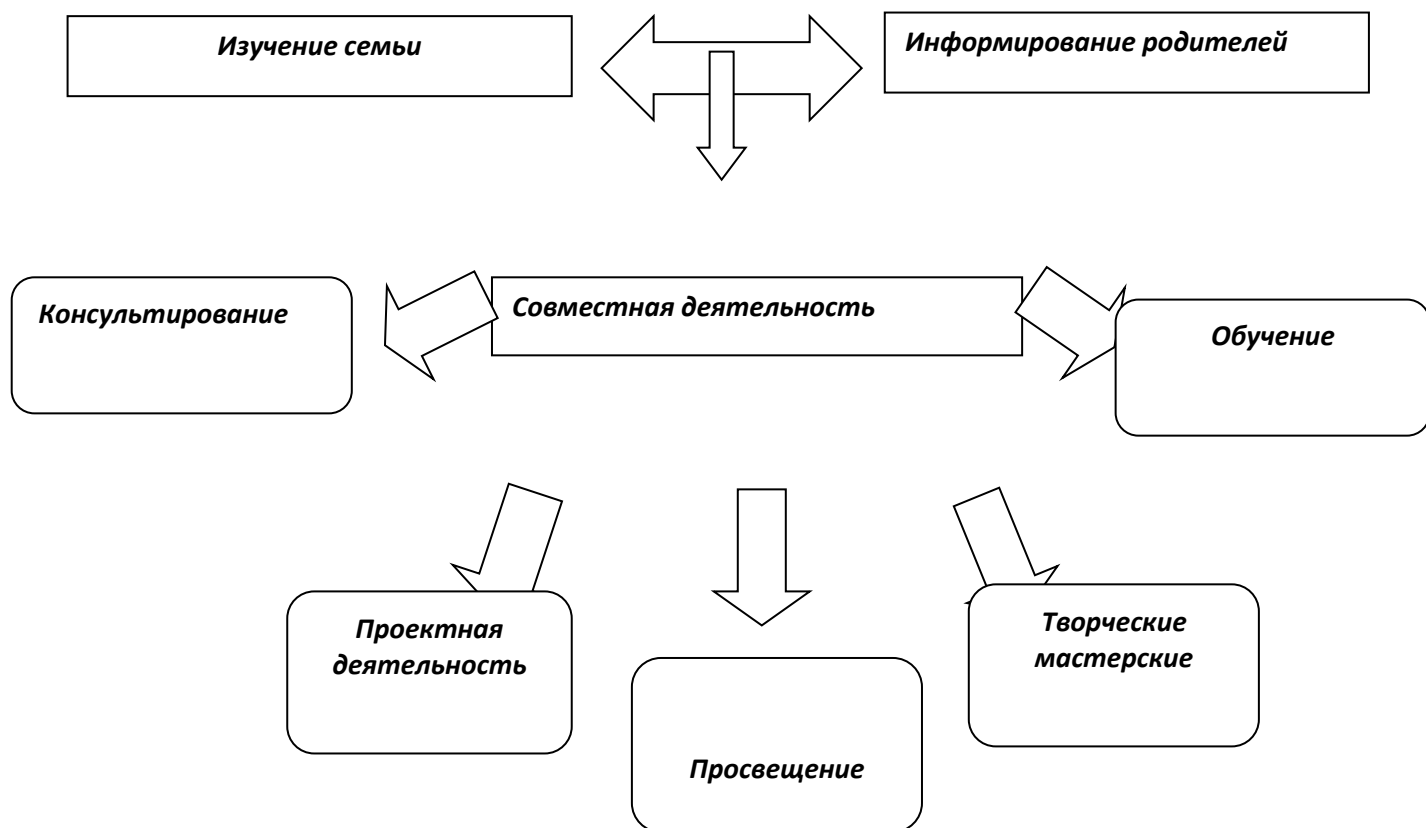 Изучение семьи
Информирование родителей
Консультирование
Совместная деятельность
Обучение
Проектная
деятельность
Просвещение
Творческие
мастерские